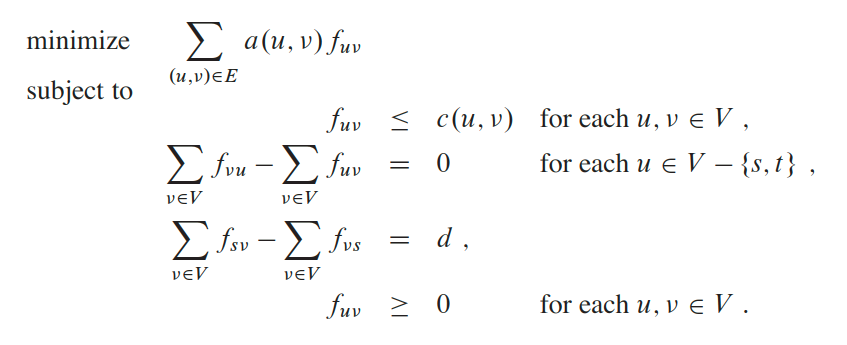 minimize ∑_{(u,v)∈E} a(u, v) f_{uv}
subject to
f_{uv} ≤ c(u, v) for each u, v ∈ V ,
∑_{v∈V} f_{vu} − ∑_{v∈V} f_{uv} = 0 for each u ∈ V − {s, t} ,
∑_{v∈V} f_{sv} − ∑_{v∈V} f_{vs} = d ,
f_{uv} ≥ 0 for each u, v ∈ V .